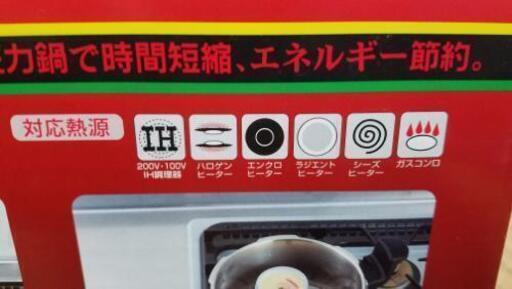 力鍋で時間短縮、エネルギー節約。
対応熱源
IH
200V・100V
IH調理器
ハロゲン
ヒーター
エンクロ
ヒーター
ラジエント
ヒーター
シーズ
ヒーター
ガスコンロ